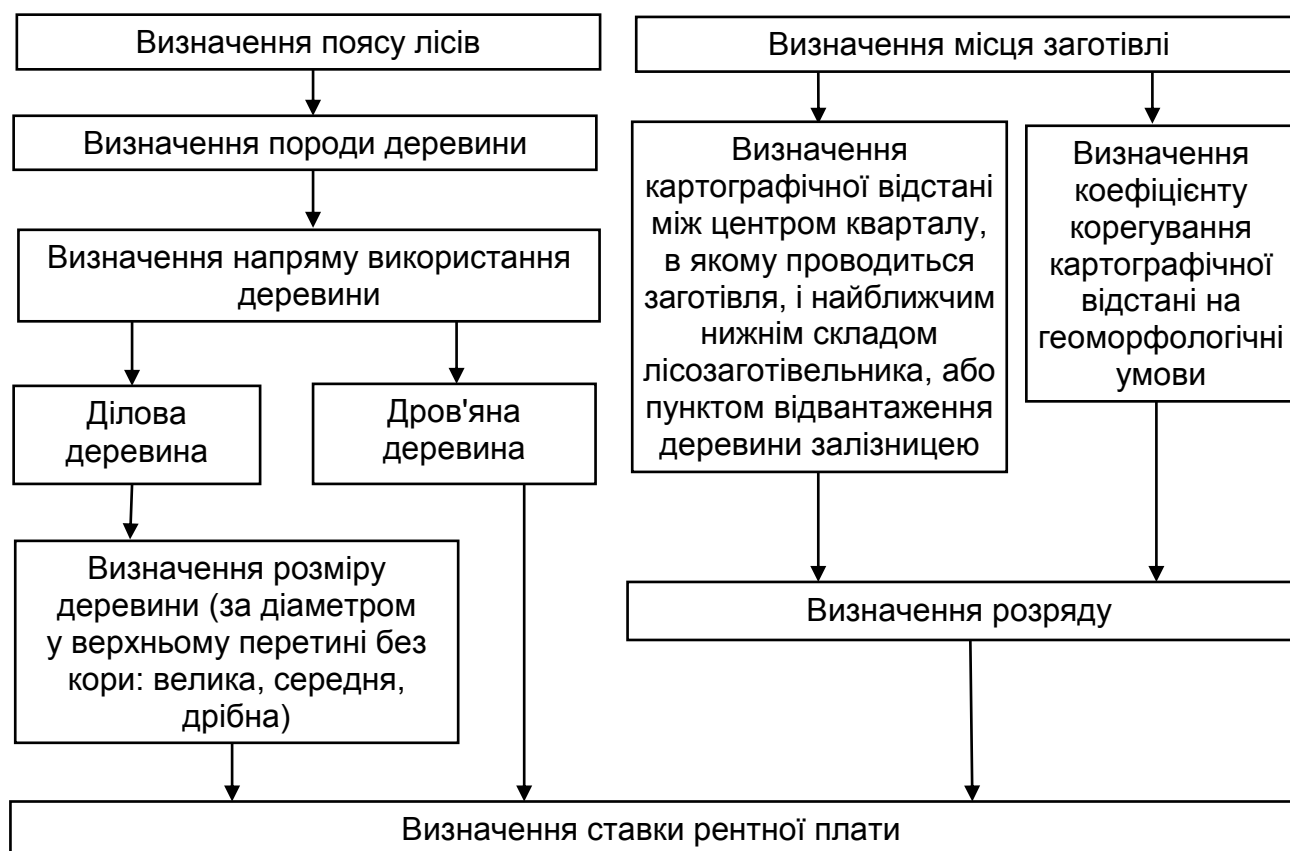 Визначення поясу лісів
Визначення породи деревини
Визначення напряму використання
деревини
Ділова
деревина
Дров'яна
деревина
Визначення розміру
деревини (за діаметром
у верхньому перетині без
кори: велика, середня,
дрібна)
Визначення місця заготівлі
Визначення
картографічної відстані
між центром кварталу,
в якому проводиться
заготівля, і найближчим
нижнім складом
лісозаготівельника, або
пунктом відвантаження
деревини залізницею
Визначення
коефіцієнту
корегування
картографічної
відстані на
геоморфологічні
умови
Визначення розряду
Визначення ставки рентної плати